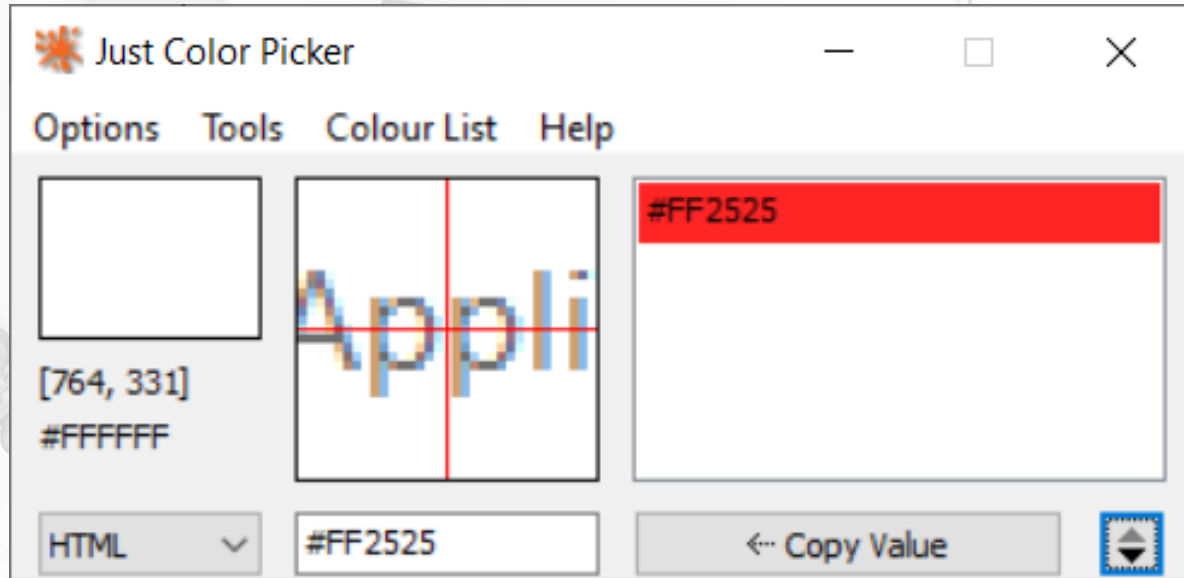 Just Color Picker
Options Tools Colour List Help
#FF2525
Appli
[764, 331]
#FFFFFF
HTML
#FF2525
Copy Value